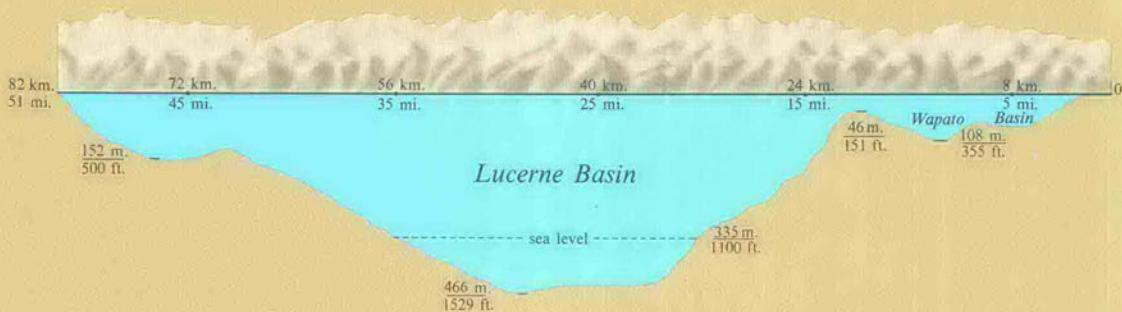 82 km. 72 km. 56 km. 40 km. 24 km. 8 km. 0
51 mi. 45 mi. 35 mi. 25 mi. 15 mi. 5 mi.
Wapato Basin
46 m.
151 ft.
108 m.
355 ft.
152 m.
500 ft.
Lucerne Basin
sea level
335 m.
1100 ft.
466 m.
1529 ft.